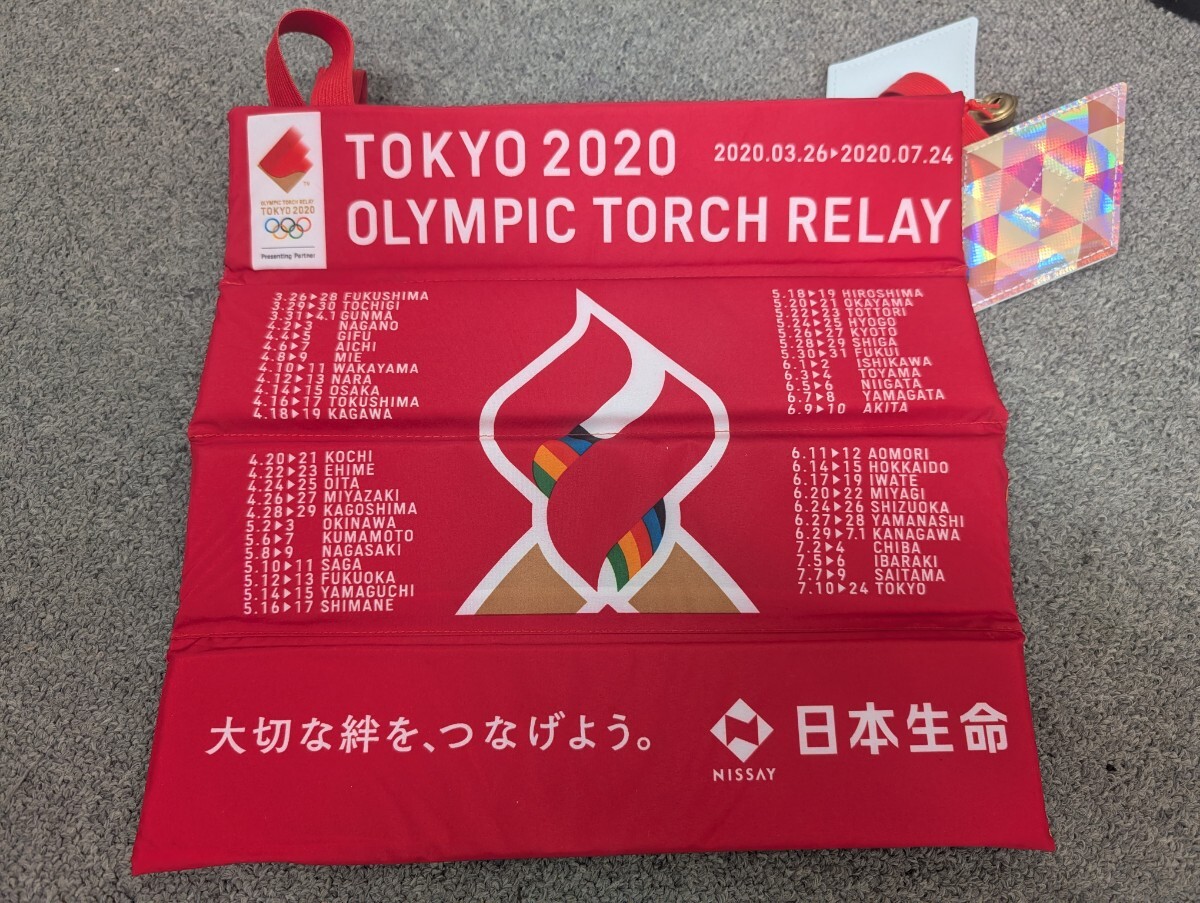 OLYMPIC TORCH RELAY
TOKYO 2020
Presenting Partner
TOKYO 2020
2020.03.26▶2020.07.24
OLYMPIC TORCH RELAY
3.26▶28 FUKUSHIMA
3.29▶30 TOCHIGI
3.31▶4.1 GUNMA
4.2▶3 NAGANO
4.4▶5 GIFU
4.6▶7 AICHI
4.8▶9 MIE
4.10▶11 WAKAYAMA
4.12▶13 NARA
4.14▶15 OSAKA
4.16▶17 TOKUSHIMA
4.18▶19 KAGAWA
4.20▶21 KOCHI
4.22▶23 EHIME
4.24▶25 OITA
4.26▶27 MIYAZAKI
4.28▶29 KAGOSHIMA
5.2▶3 OKINAWA
5.6▶7 KUMAMOTO
5.8▶9 NAGASAKI
5.10▶11 SAGA
5.12▶13 FUKUOKA
5.14▶15 YAMAGUCHI
5.16▶17 SHIMANE
5.18▶19 HIROSHIMA
5.20▶21 OKAYAMA
5.22▶23 TOTTORI
5.24▶25 HYOGO
5.26▶27 KYOTO
5.28▶29 SHIGA
5.30▶31 FUKUI
6.1▶2 ISHIKAWA
6.3▶4 TOYAMA
6.5▶6 NIIGATA
6.7▶8 YAMAGATA
6.9▶10 AKITA
6.11▶12 AOMORI
6.14▶15 HOKKAIDO
6.17▶19 IWATE
6.20▶22 MIYAGI
6.24▶26 SHIZUOKA
6.27▶28 YAMANASHI
6.29▶7.1 KANAGAWA
7.2▶4 CHIBA
7.5▶6 IBARAKI
7.7▶9 SAITAMA
7.10▶24 TOKYO
大切な絆を、つなげよう。
NISSAY
日本生命